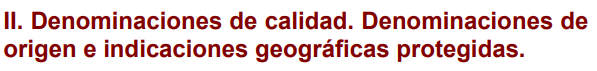 II. Denominaciones de calidad. Denominaciones de
origen e indicaciones geográficas protegidas.